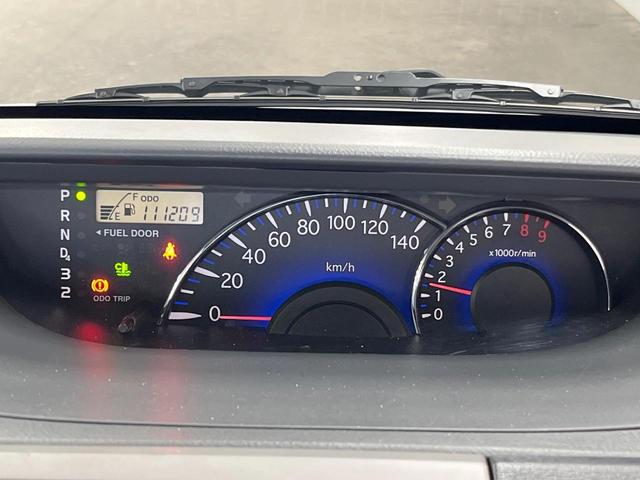 P
R
N
D4
3
2
F ODO
E 111209
◄ FUEL DOOR
ODO TRIP
0 20 40 60 80 100 120 140
km/h
0 1 2 3 4 5 6 7 8 9
x1000r/min